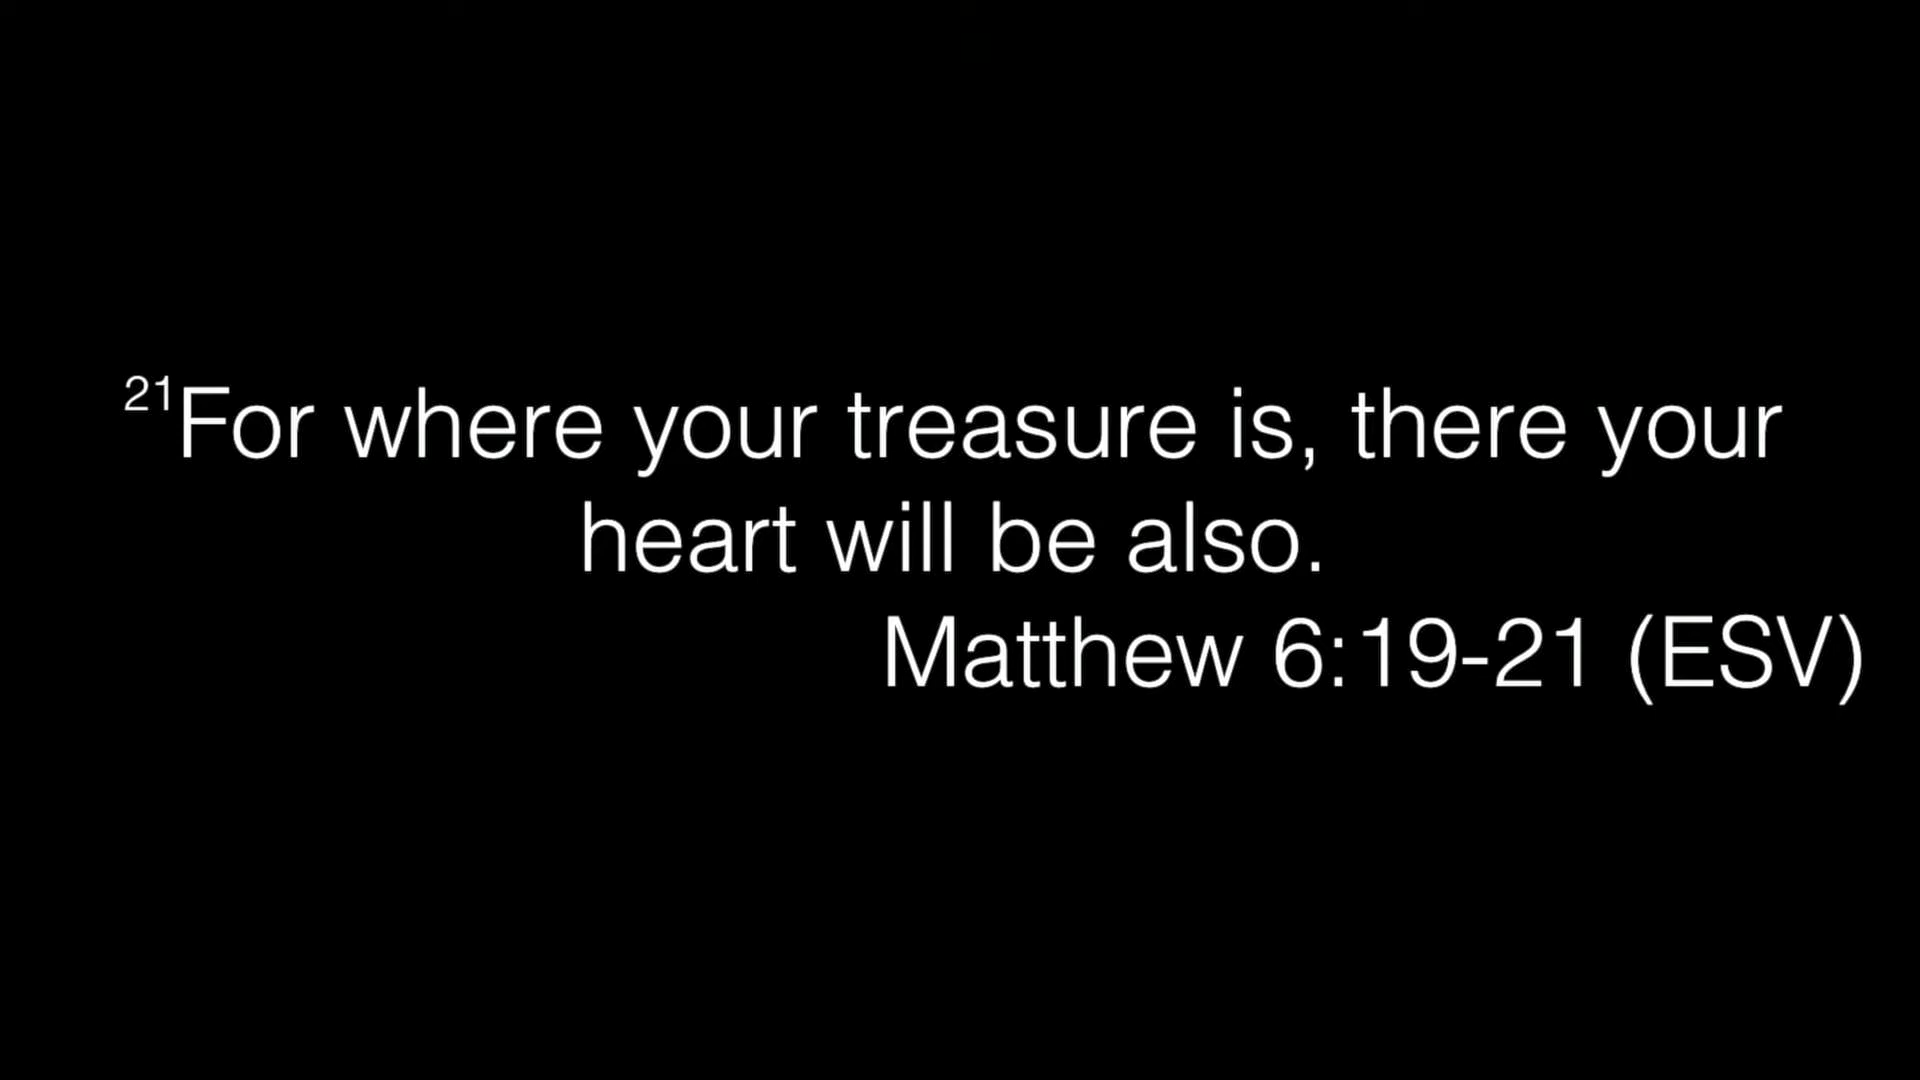 21For where your treasure is, there your
heart will be also.
Matthew 6:19-21 (ESV)